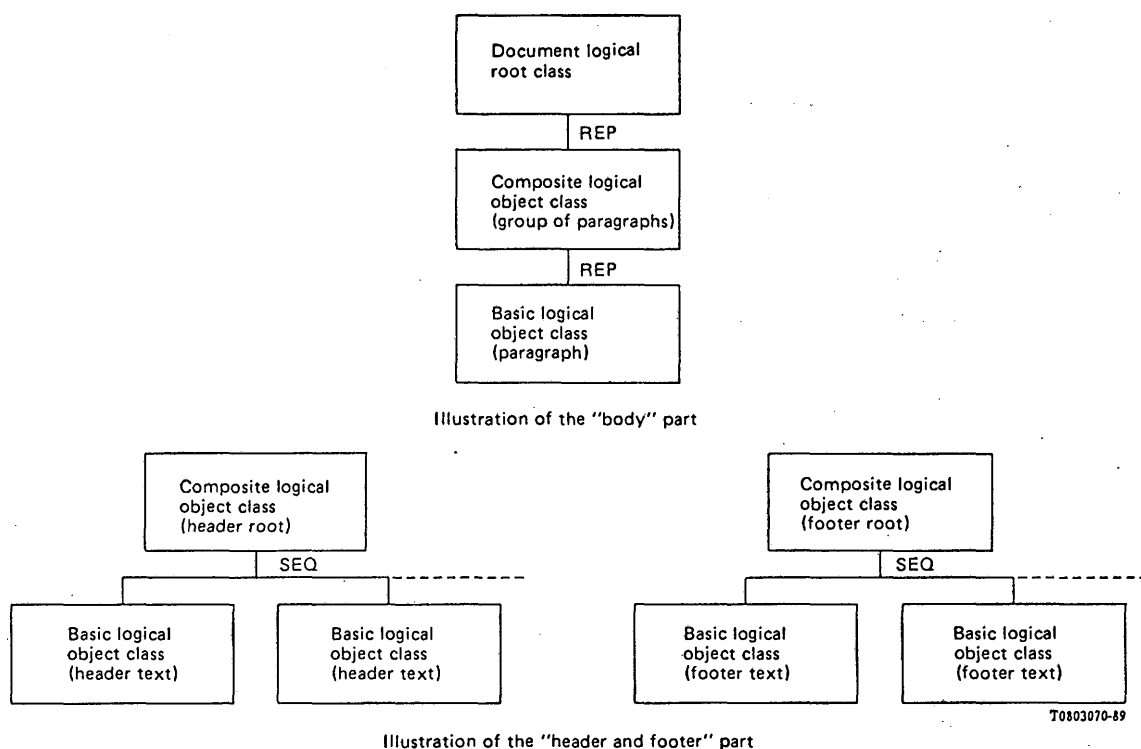 Document logical
root class
REP
Composite logical
object class
(group of paragraphs)
REP
Basic logical
object class
(paragraph)
Illustration of the "body" part
Composite logical
object class
(header root)
SEQ
Basic logical
object class
(header text)
Basic logical
object class
(header text)
Composite logical
object class
(footer root)
SEQ
Basic logical
object class
(footer text)
Basic logical
object class
(footer text)
T0803070-89
Illustration of the "header and footer" part